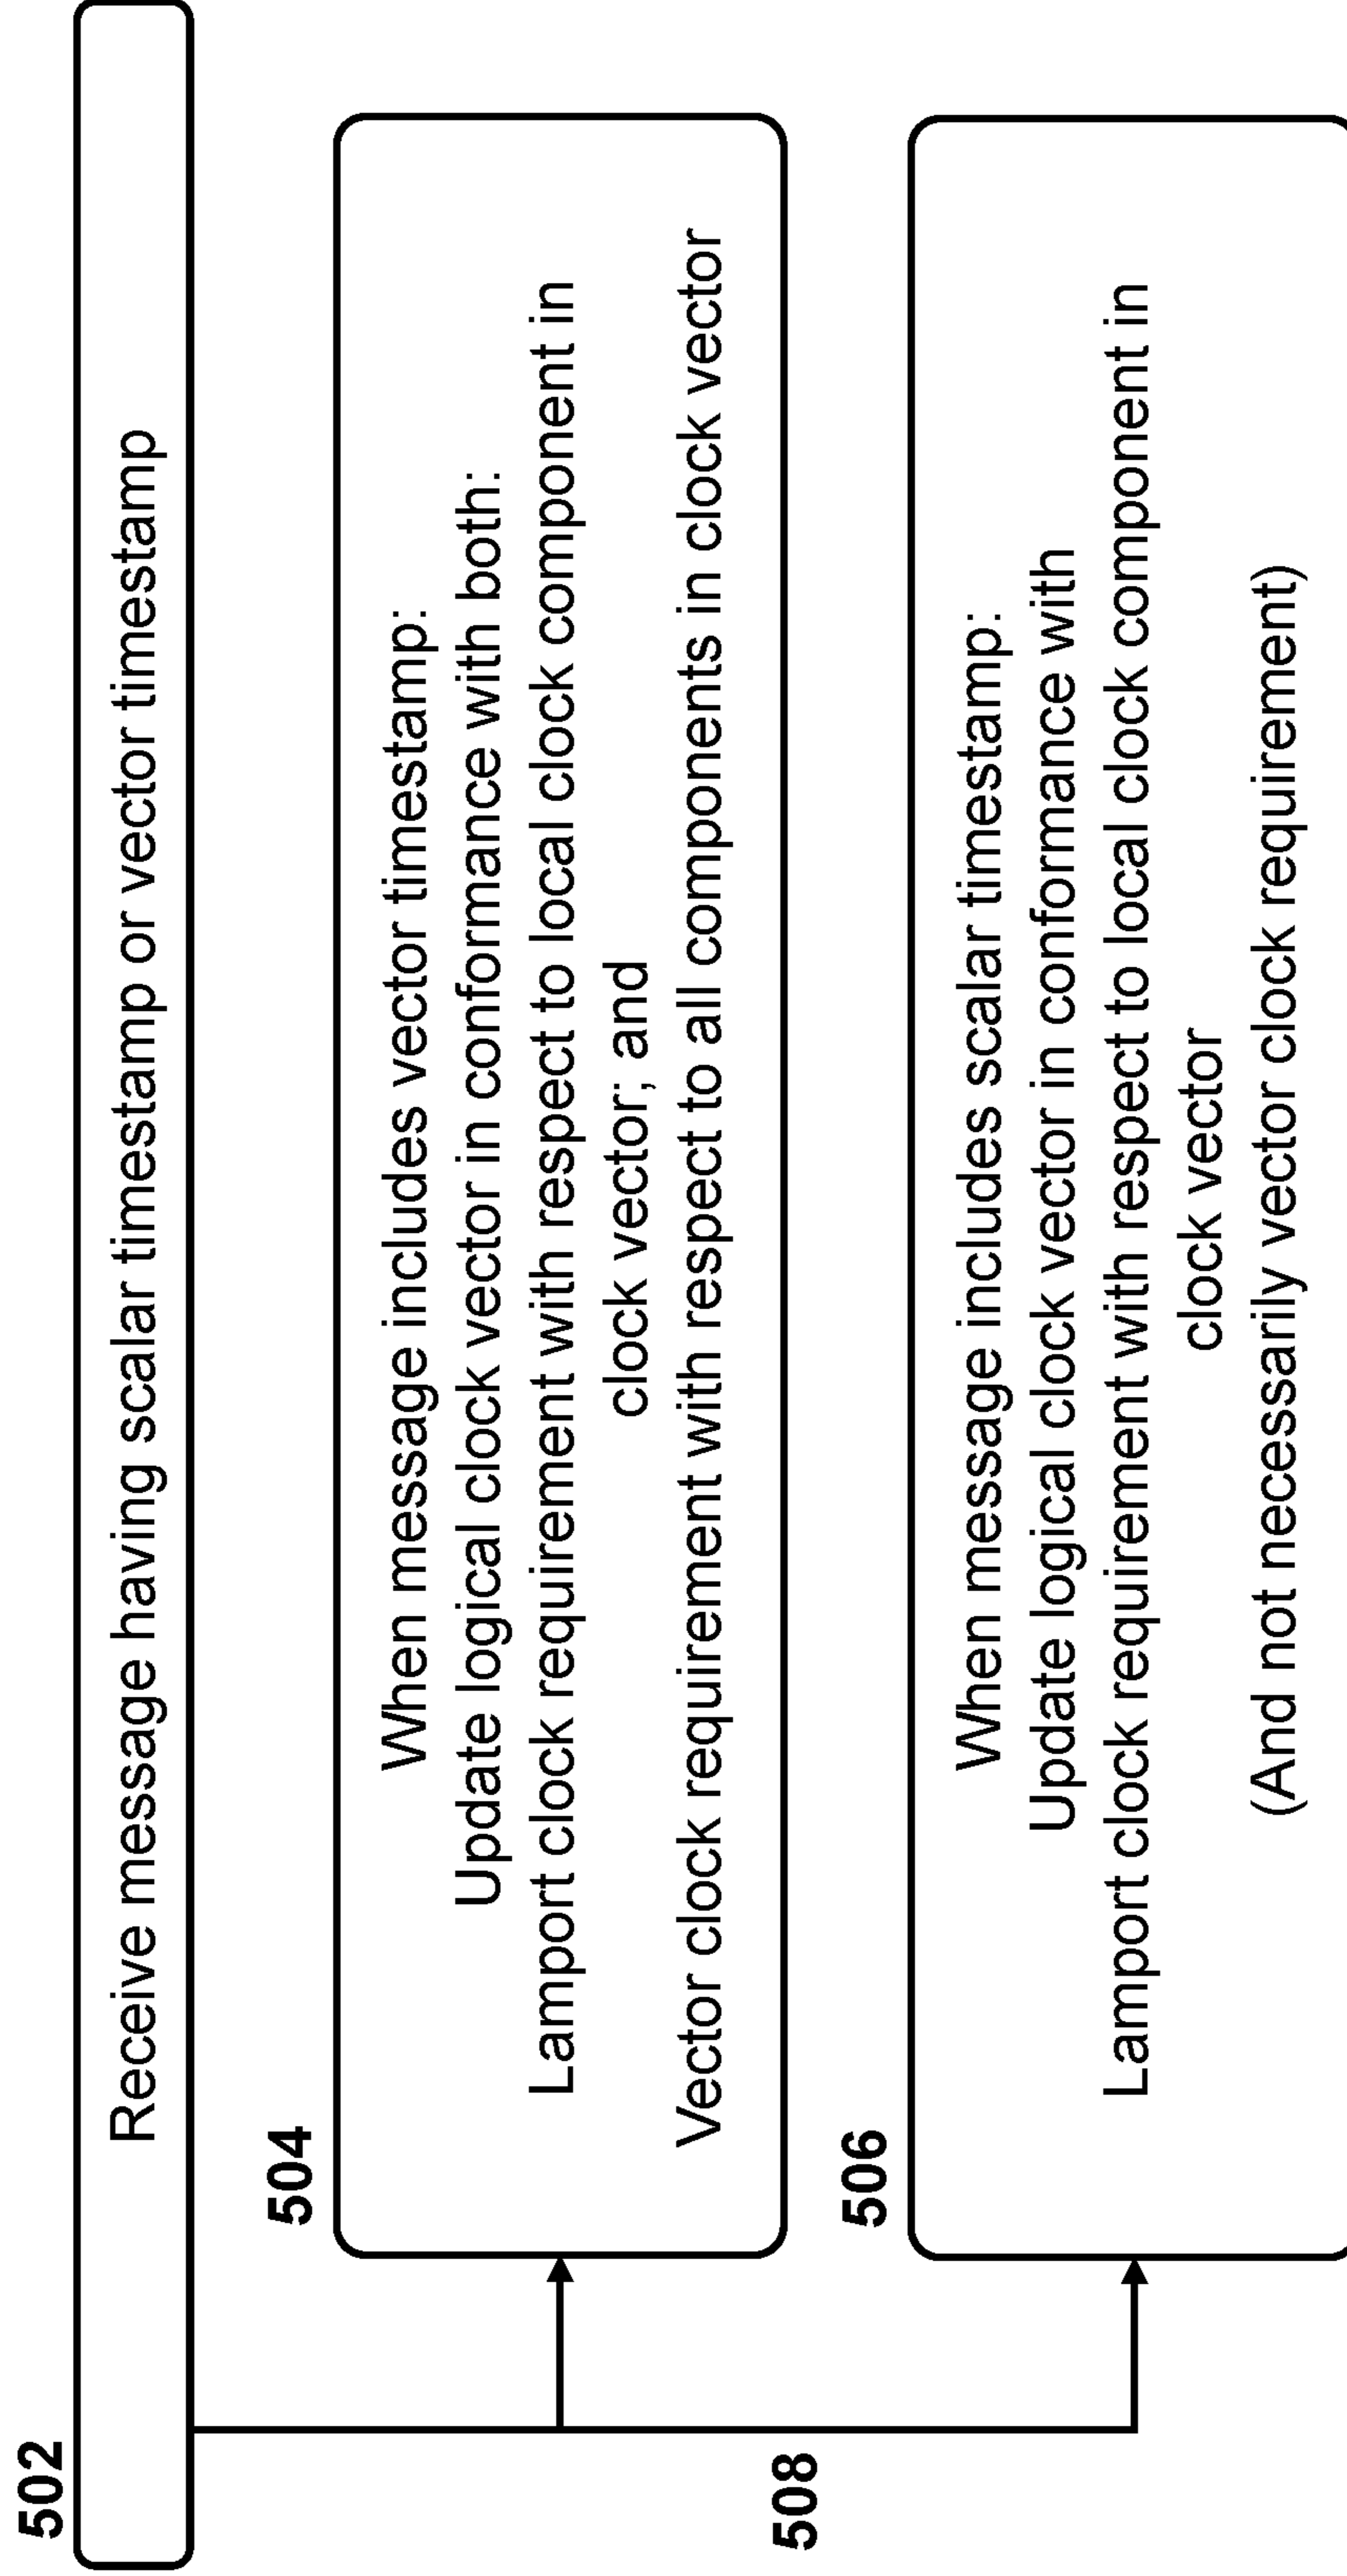 502
Receive message having scalar timestamp or vector timestamp
504
When message includes vector timestamp:
Update logical clock vector in conformance with both:
Lamport clock requirement with respect to local clock component in
clock vector; and
Vector clock requirement with respect to all components in clock vector
508
506
When message includes scalar timestamp:
Update logical clock vector in conformance with
Lamport clock requirement with respect to local clock component in
clock vector
(And not necessarily vector clock requirement)